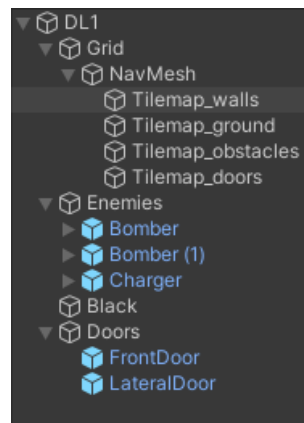 DL1
Grid
NavMesh
Tilemap_walls
Tilemap_ground
Tilemap_obstacles
Tilemap_doors
Enemies
Bomber
Bomber (1)
Charger
Black
Doors
FrontDoor
LateralDoor